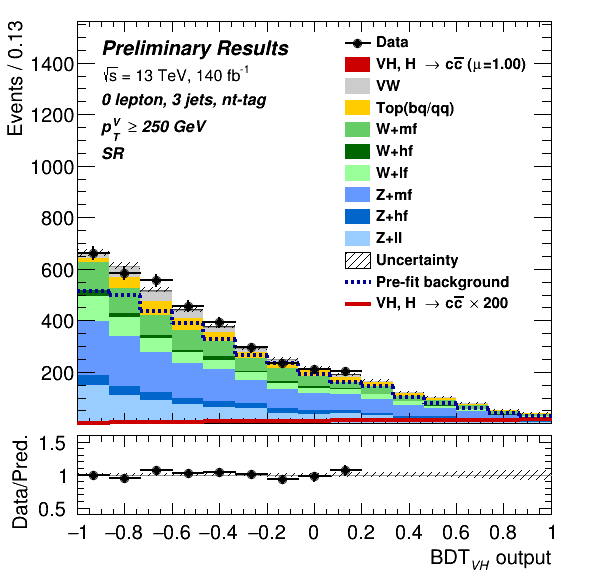 Events / 0.13
1400
1200
1000
800
600
400
200
Preliminary Results
√s = 13 TeV, 140 fb⁻¹
0 lepton, 3 jets, nt-tag
p_T^V ≥ 250 GeV
SR
Data
VH, H → cc̅ (μ=1.00)
VW
Top(bq/qq)
W+mf
W+hf
W+lf
Z+mf
Z+hf
Z+ll
Uncertainty
Pre-fit background
VH, H → cc̅ × 200
Data/Pred.
1.5
1
0.5
−1 −0.8 −0.6 −0.4 −0.2 0 0.2 0.4 0.6 0.8 1
BDT_VH output